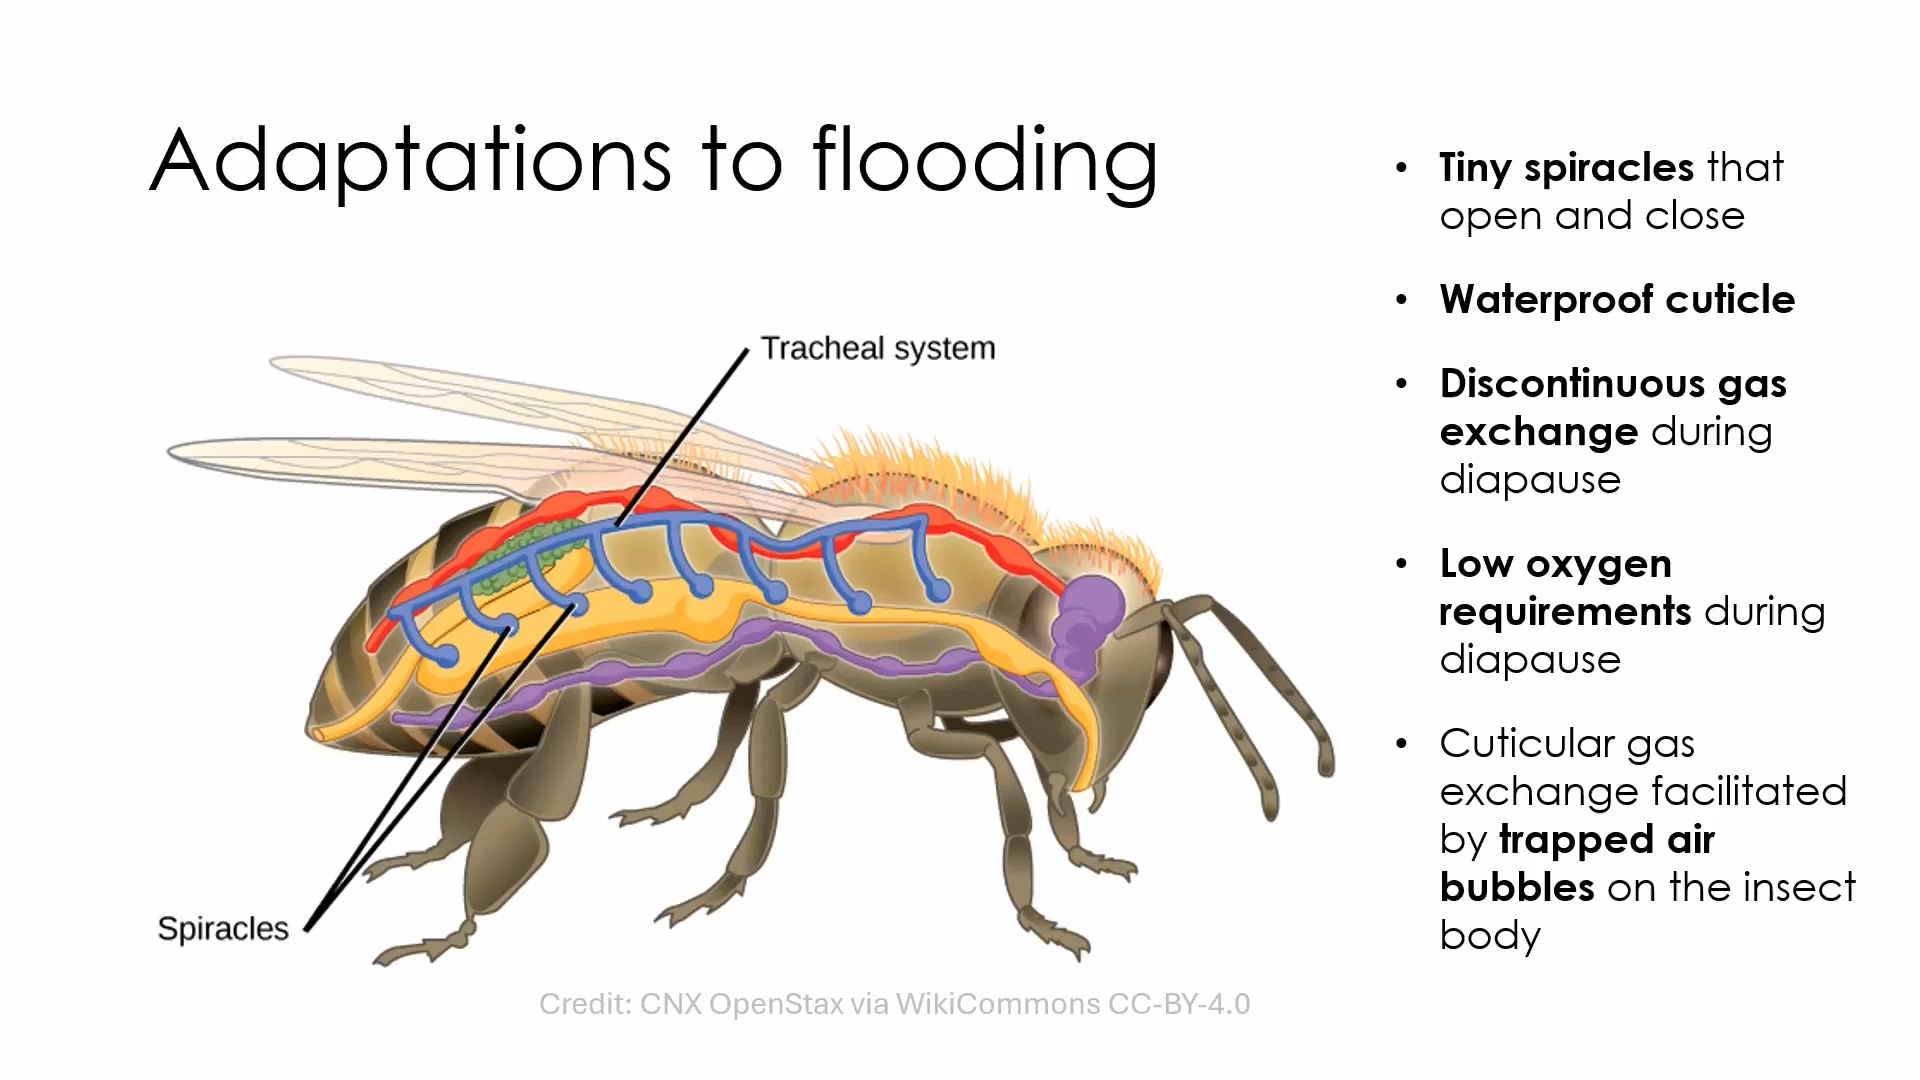 Adaptations to flooding
Tracheal system
Spiracles
Credit: CNX OpenStax via WikiCommons CC-BY-4.0
• Tiny spiracles that
open and close
• Waterproof cuticle
• Discontinuous gas
exchange during
diapause
• Low oxygen
requirements during
diapause
• Cuticular gas
exchange facilitated
by trapped air
bubbles on the insect
body